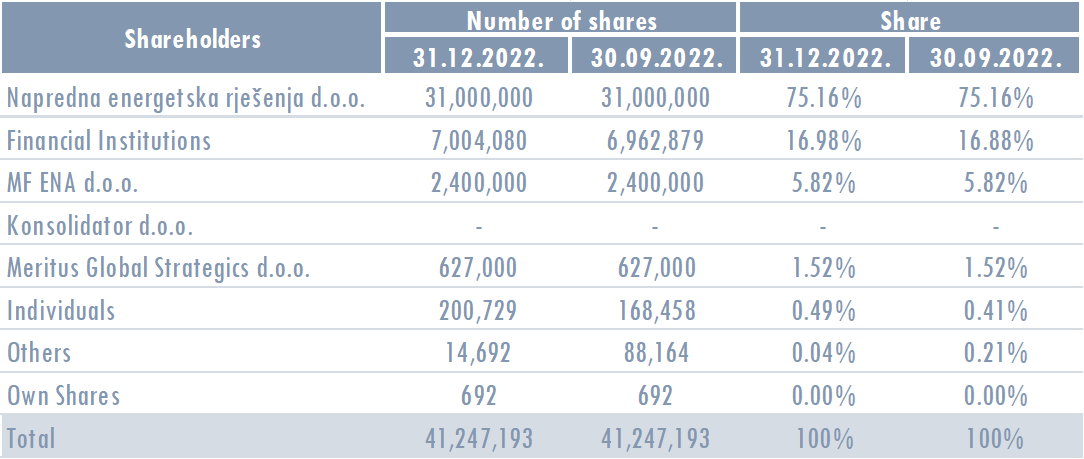 Shareholders Number of shares Share
31.12.2022. 30.09.2022. 31.12.2022. 30.09.2022.
Napredna energetska rješenja d.o.o. 31,000,000 31,000,000 75.16% 75.16%
Financial Institutions 7,004,080 6,962,879 16.98% 16.88%
MF ENA d.o.o. 2,400,000 2,400,000 5.82% 5.82%
Konsolidator d.o.o. - - - -
Meritus Global Strategics d.o.o. 627,000 627,000 1.52% 1.52%
Individuals 200,729 168,458 0.49% 0.41%
Others 14,692 88,164 0.04% 0.21%
Own Shares 692 692 0.00% 0.00%
Total 41,247,193 41,247,193 100% 100%